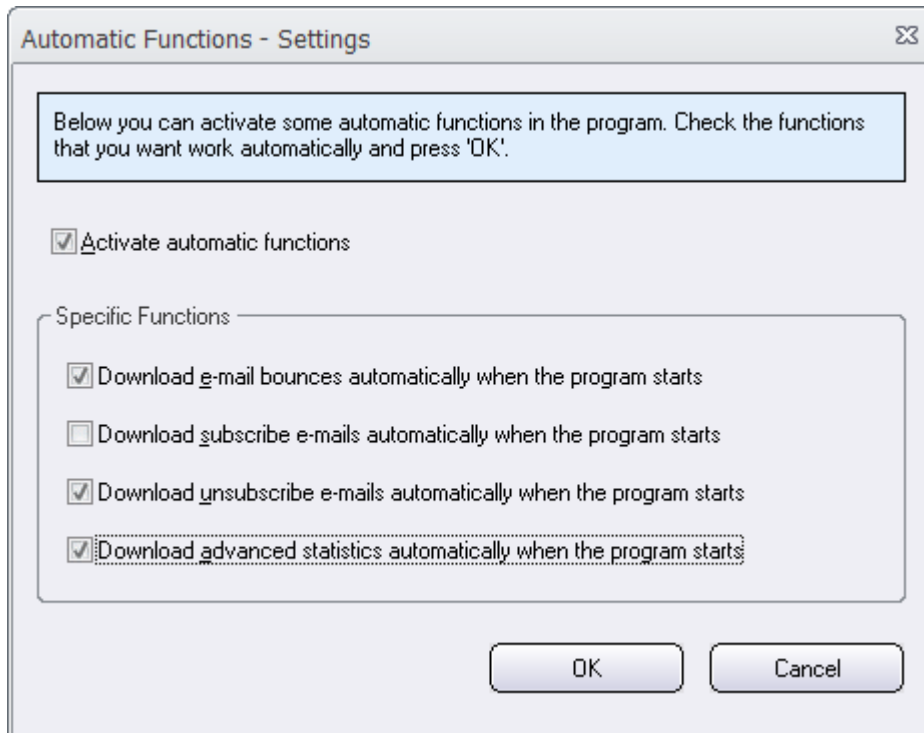 Automatic Functions - Settings
Below you can activate some automatic functions in the program. Check the functions
that you want work automatically and press 'OK'.
Activate automatic functions
Specific Functions
Download e-mail bounces automatically when the program starts
Download subscribe e-mails automatically when the program starts
Download unsubscribe e-mails automatically when the program starts
Download advanced statistics automatically when the program starts
OK
Cancel